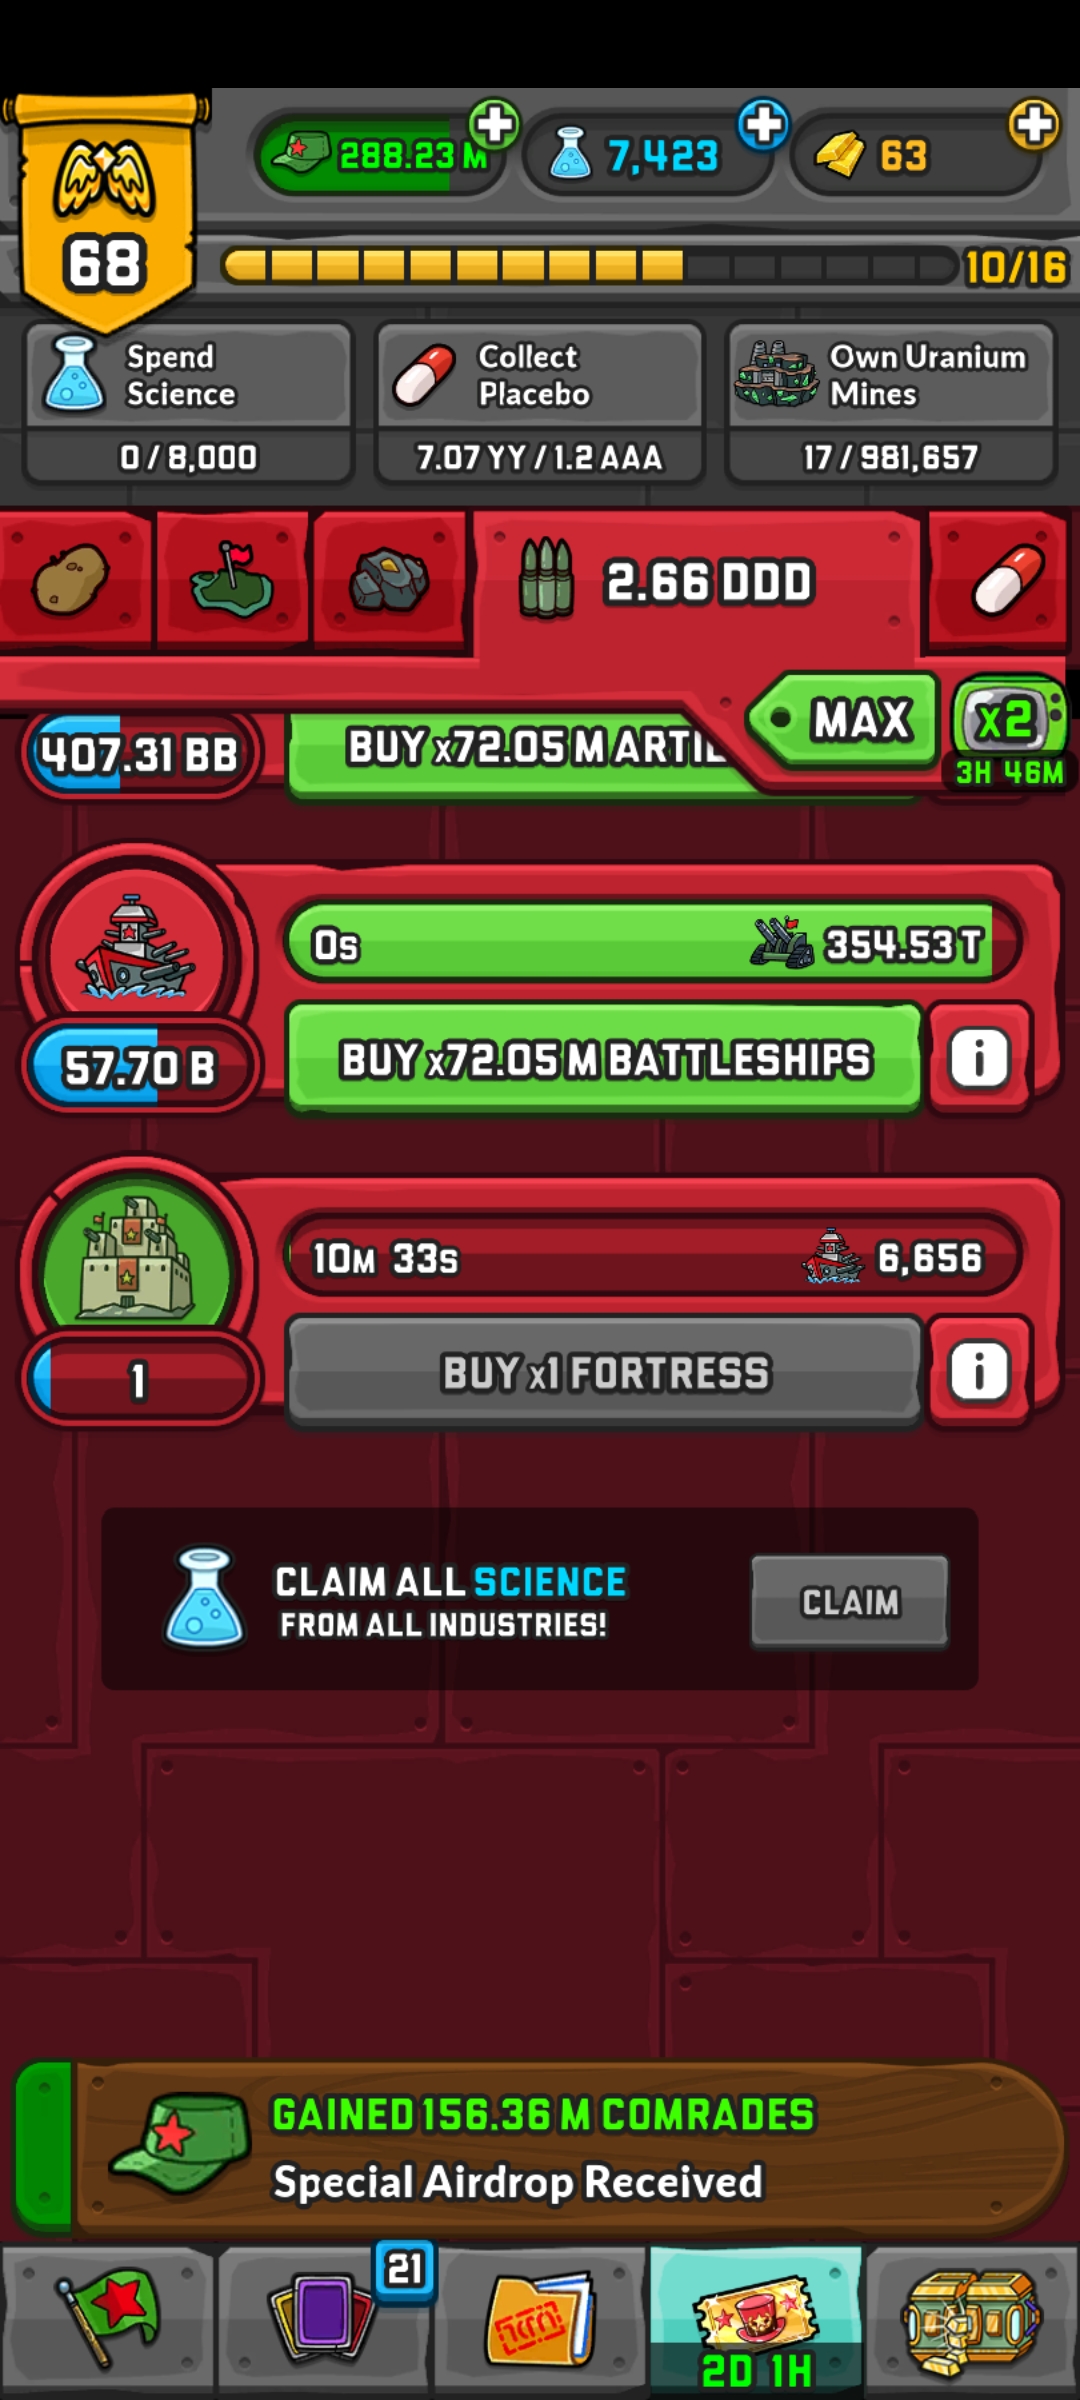 288.23 M
7,423
63
68
10/16
Spend
Science
0 / 8,000
Collect
Placebo
7.07 YY / 1.2 AAA
Own Uranium
Mines
17 / 981,657
2.66 DDD
MAX
x2
3H 46M
407.31 BB
BUY x72.05 M ARTIL
0s
354.53 T
57.70 B
BUY x72.05 M BATTLESHIPS
i
10M 33s
6,656
1
BUY x1 FORTRESS
i
CLAIM ALL SCIENCE
FROM ALL INDUSTRIES!
CLAIM
GAINED 156.36 M COMRADES
Special Airdrop Received
21
2D 1H